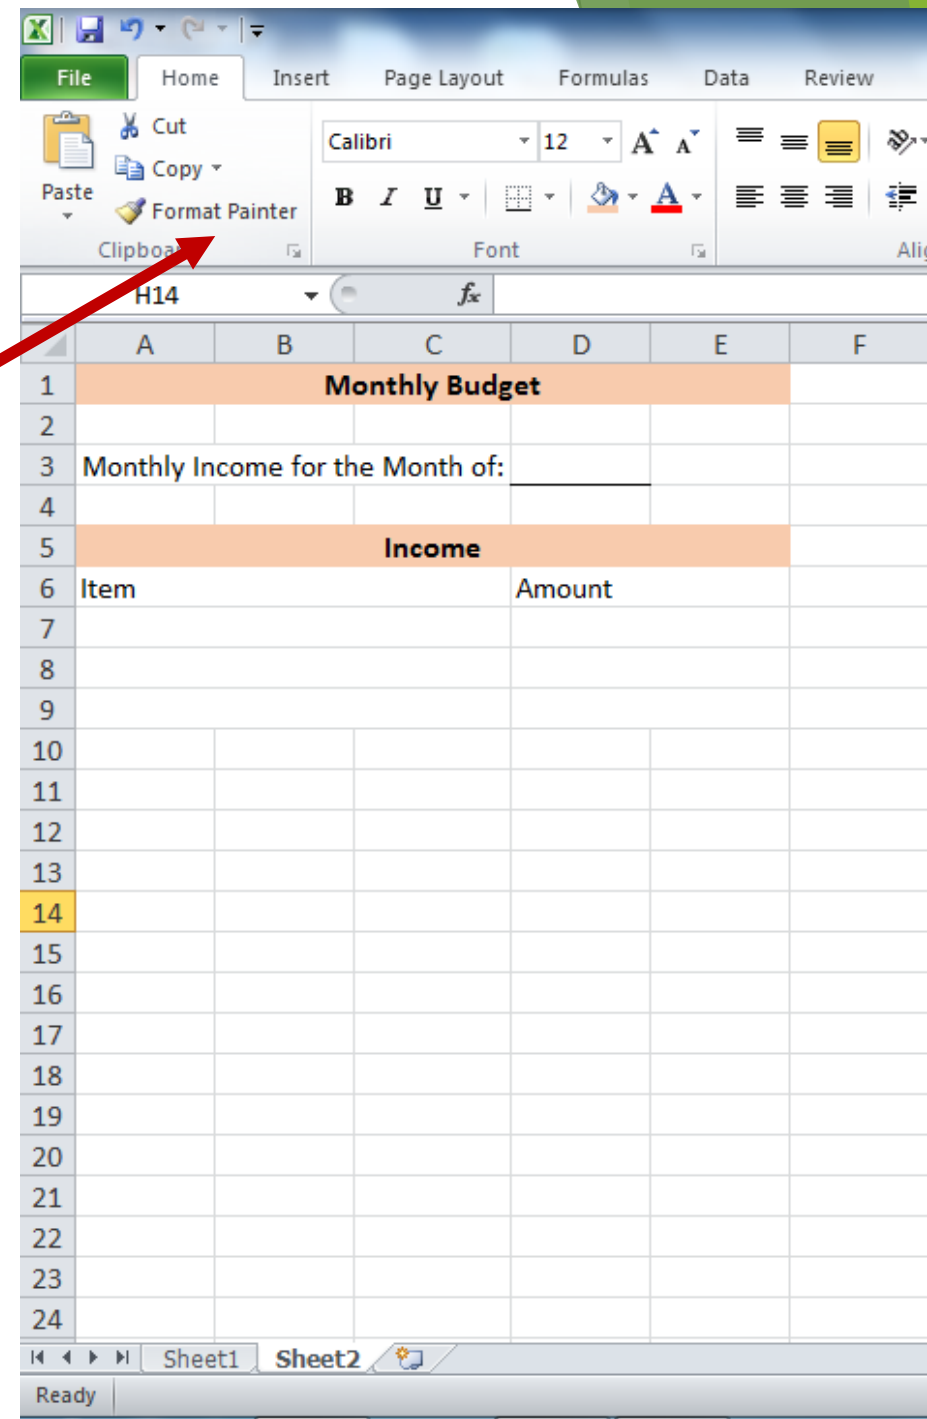 File Home Insert Page Layout Formulas Data Review
Cut
Calibri 12 A A
Copy
Paste
B I U A
Format Painter
Font
H14 fx
A B C D E F
1 Monthly Budget
2
3 Monthly Income for the Month of:
4
5 Income
6 Item Amount
7
8
9
10
11
12
13
14
15
16
17
18
19
20
21
22
23
24
Sheet1 Sheet2
Ready